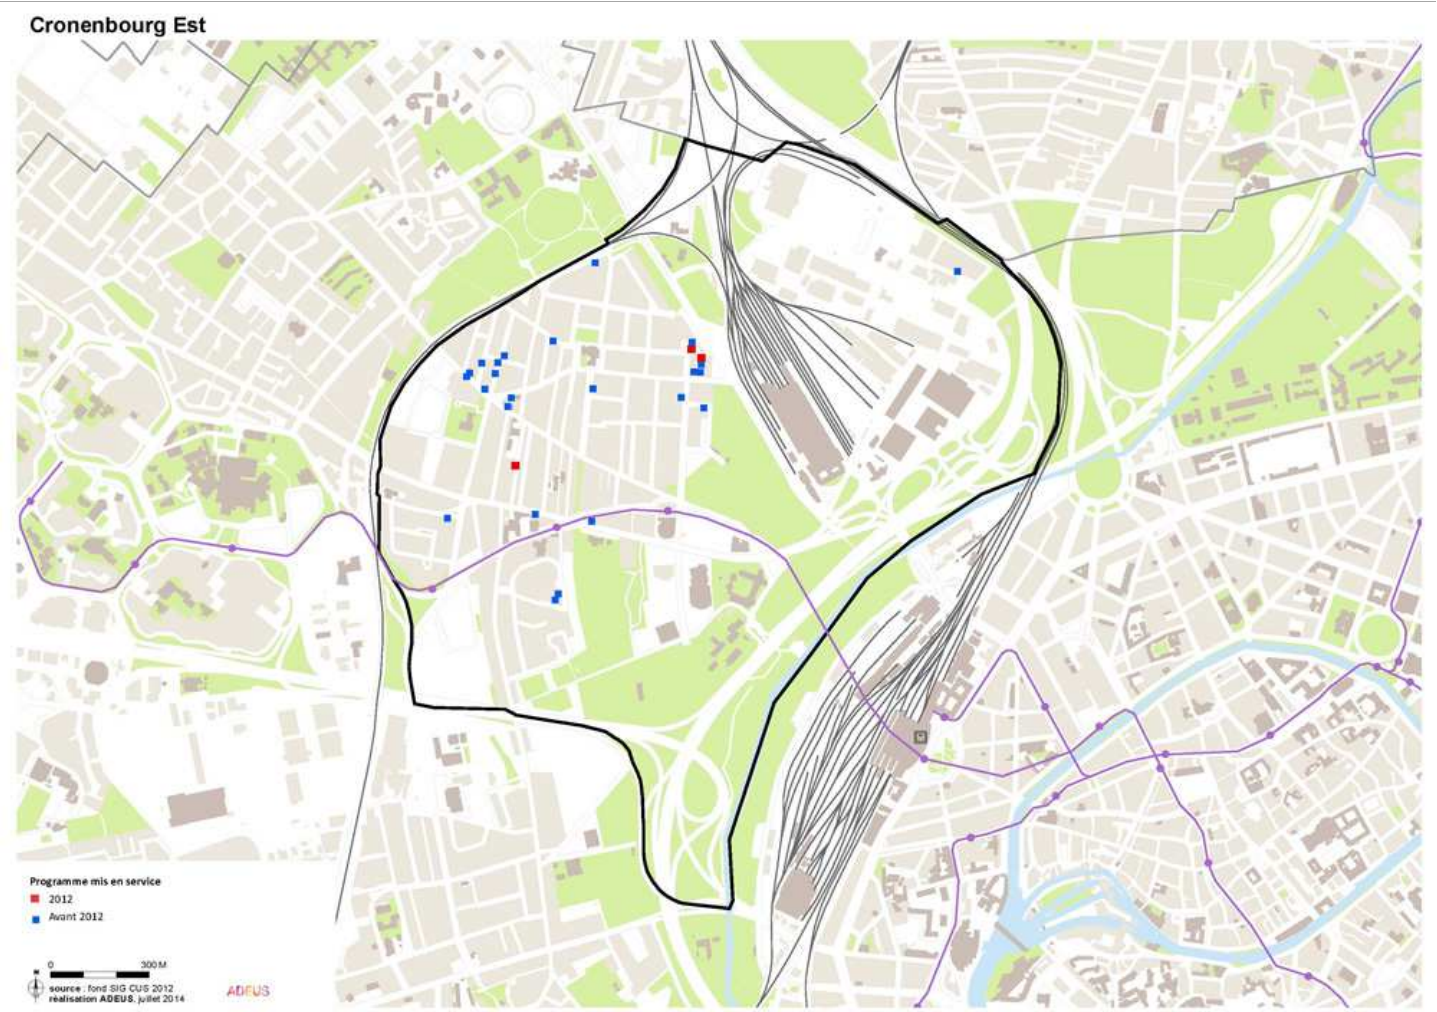 Cronenbourg Est
Programme mis en service
2012
Avant 2012
0 300 M
N
source : fond SIG CUS 2012
réalisation ADEUS, juillet 2014
ADEUS